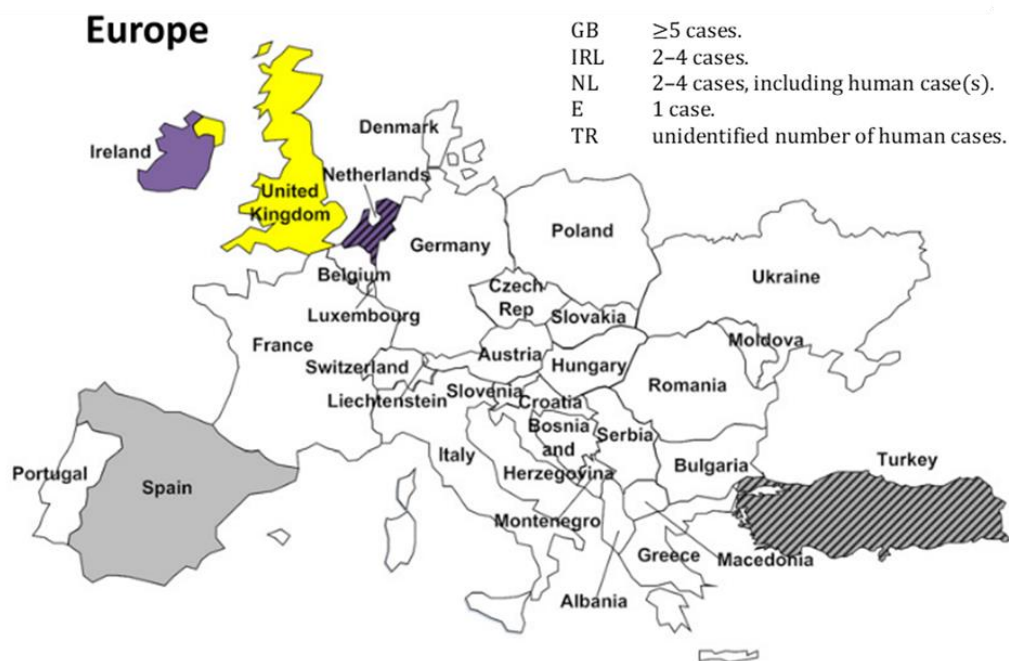 Europe
GB ≥5 cases.
IRL 2–4 cases.
NL 2–4 cases, including human case(s).
E 1 case.
TR unidentified number of human cases.
Denmark
Ireland
Netherlands
United
Kingdom
Poland
Germany
Belgium
Ukraine
Czech
Rep
Luxembourg
Slovakia
Moldova
France
Austria
Switzerland
Hungary
Romania
Liechtenstein
Slovenia
Croatia
Bosnia
and
Herzegovina
Serbia
Italy
Bulgaria
Turkey
Portugal
Spain
Montenegro
Greece
Macedonia
Albania